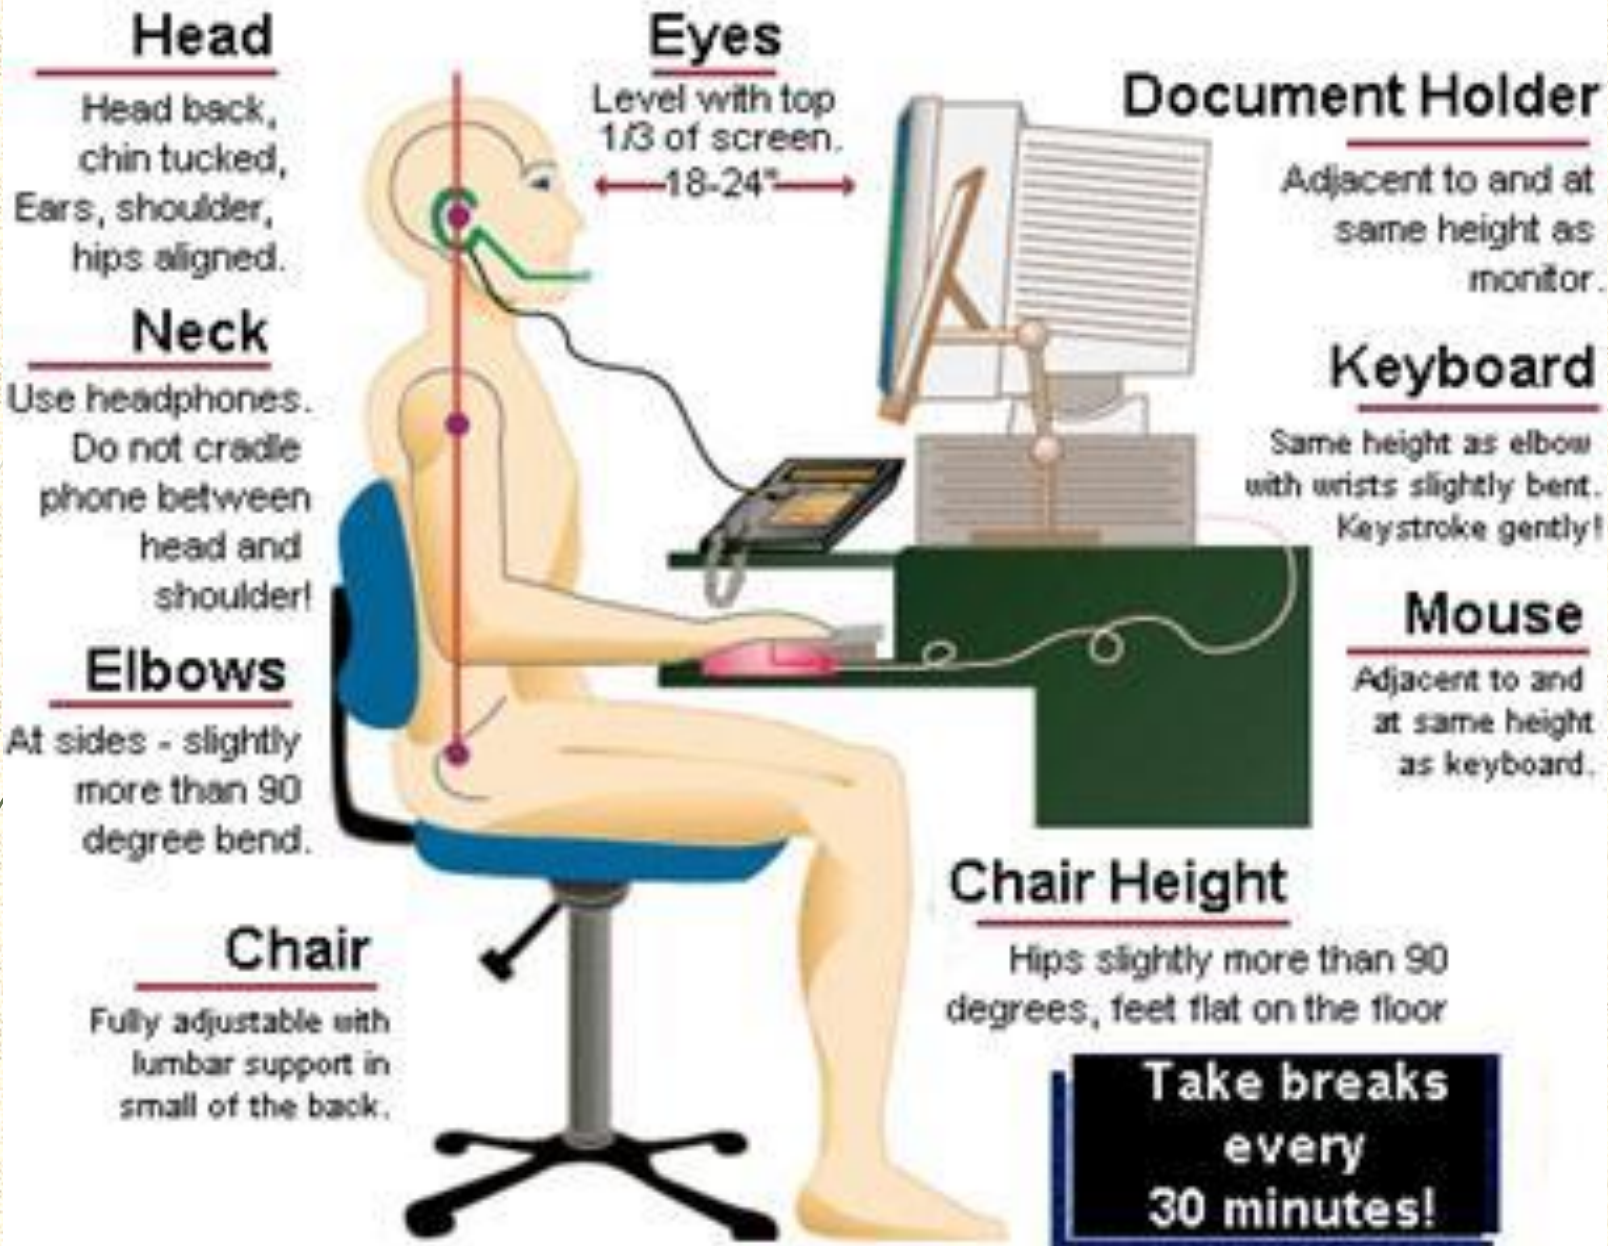 Head
Head back,
chin tucked,
Ears, shoulder,
hips aligned.
Neck
Use headphones.
Do not cradle
phone between
head and
shoulder!
Elbows
At sides - slightly
more than 90
degree bend.
Chair
Fully adjustable with
lumbar support in
small of the back.
Eyes
Level with top
1/3 of screen.
18-24"
Document Holder
Adjacent to and at
same height as
monitor.
Keyboard
Same height as elbow
with wrists slightly bent.
Keystroke gently!
Mouse
Adjacent to and
at same height
as keyboard.
Chair Height
Hips slightly more than 90
degrees, feet flat on the floor
Take breaks
every
30 minutes!